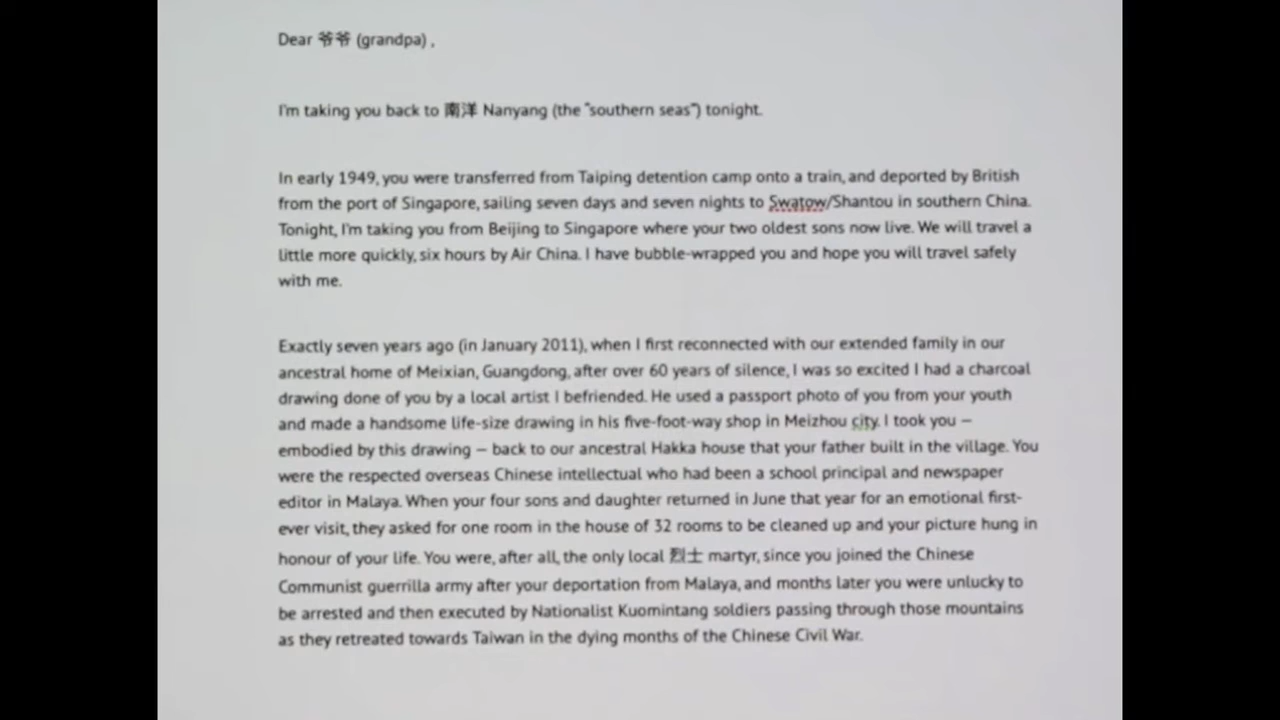 Dear 爷爷 (grandpa) ,
I'm taking you back to 南洋 Nanyang (the "southern seas") tonight.
In early 1949, you were transferred from Taiping detention camp onto a train, and deported by British
from the port of Singapore, sailing seven days and seven nights to Swatow/Shantou in southern China.
Tonight, I'm taking you from Beijing to Singapore where your two oldest sons now live. We will travel a
little more quickly, six hours by Air China. I have bubble-wrapped you and hope you will travel safely
with me.
Exactly seven years ago (in January 2011), when I first reconnected with our extended family in our
ancestral home of Meixian, Guangdong, after over 60 years of silence, I was so excited I had a charcoal
drawing done of you by a local artist I befriended. He used a passport photo of you from your youth
and made a handsome life-size drawing in his five-foot-way shop in Meizhou city. I took you —
embodied by this drawing — back to our ancestral Hakka house that your father built in the village. You
were the respected overseas Chinese intellectual who had been a school principal and newspaper
editor in Malaya. When your four sons and daughter returned in June that year for an emotional first-
ever visit, they asked for one room in the house of 32 rooms to be cleaned up and your picture hung in
honour of your life. You were, after all, the only local 烈士 martyr, since you joined the Chinese
Communist guerrilla army after your deportation from Malaya, and months later you were unlucky to
be arrested and then executed by Nationalist Kuomintang soldiers passing through those mountains
as they retreated towards Taiwan in the dying months of the Chinese Civil War.